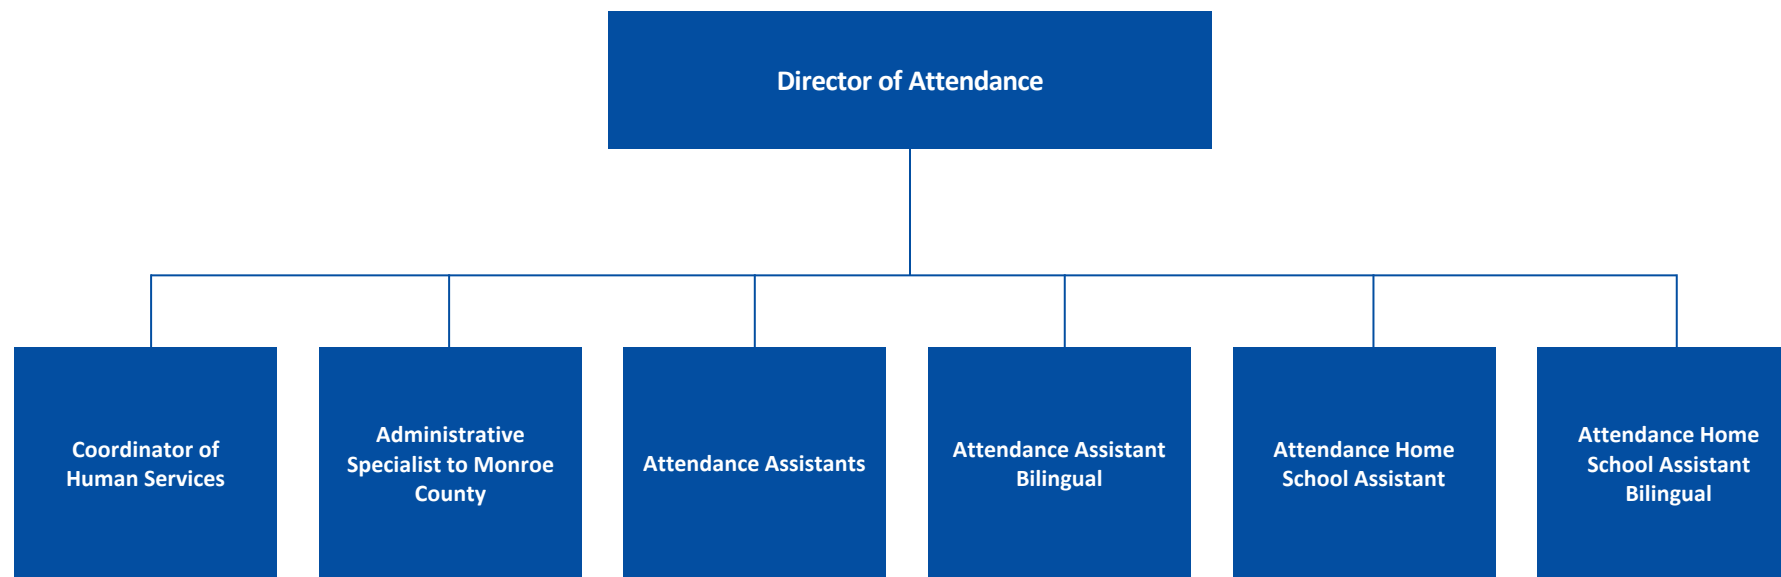 Director of Attendance
Coordinator of
Human Services
Administrative
Specialist to Monroe
County
Attendance Assistants
Attendance Assistant
Bilingual
Attendance Home
School Assistant
Attendance Home
School Assistant
Bilingual